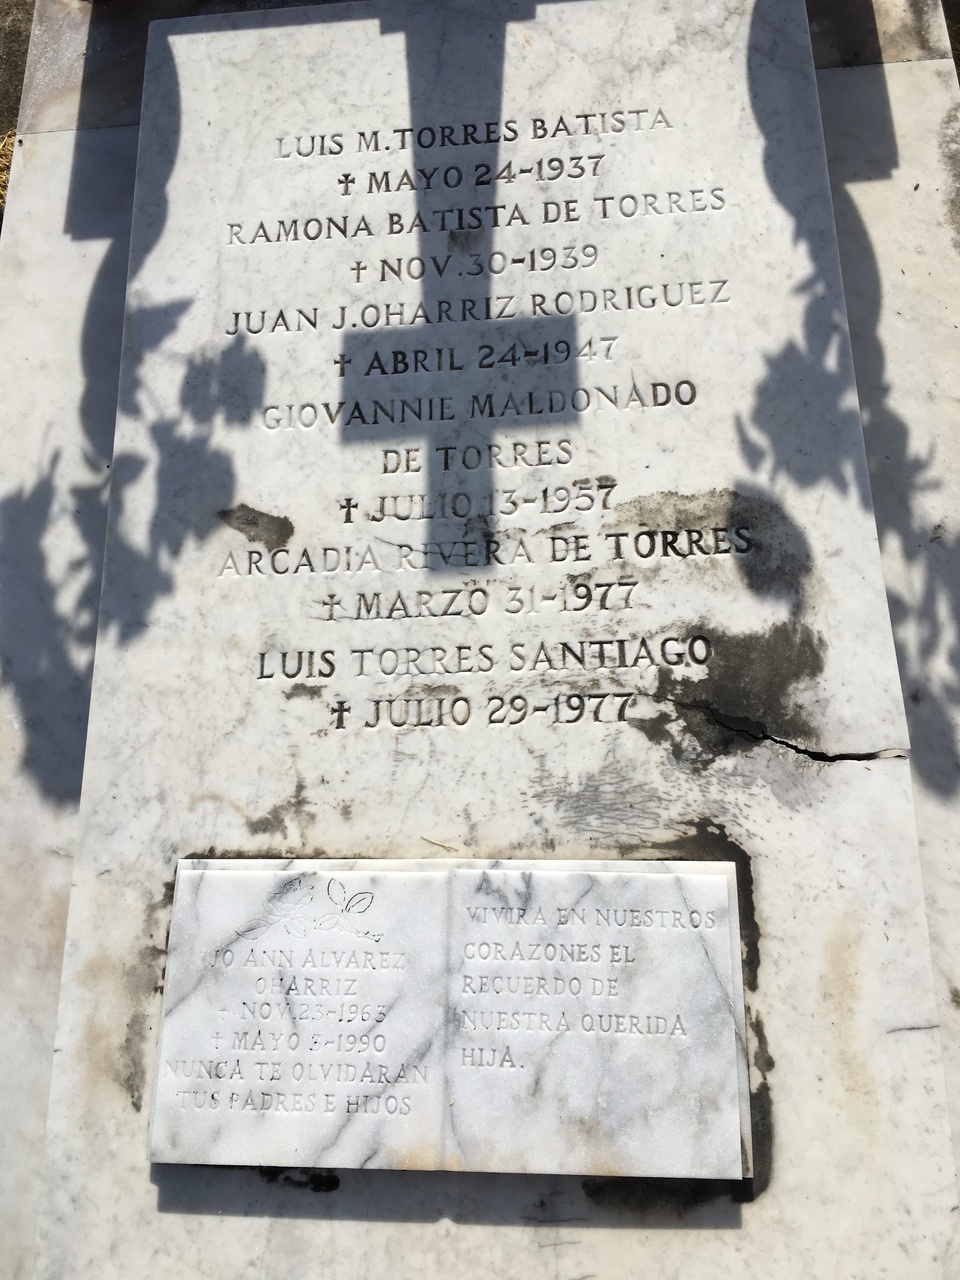 LUIS M. TORRES BATISTA
✝ MAYO 24-1937
RAMONA BATISTA DE TORRES
✝ NOV. 30-1939
JUAN J. OHARRIZ RODRIGUEZ
✝ ABRIL 24-1947
GIOVANNIE MALDONADO
DE TORRES
✝ JULIO 13-1957
ARCADIA RIVERA DE TORRES
✝ MARZO 31-1977
LUIS TORRES SANTIAGO
✝ JULIO 29-1977
JO ANN ALVAREZ
OHARRIZ
+ NOV. 23-1963
✝ MAYO 3-1990
NUNCA TE OLVIDARAN
TUS PADRES E HIJOS
VIVIRA EN NUESTROS
CORAZONES EL
RECUERDO DE
NUESTRA QUERIDA
HIJA.